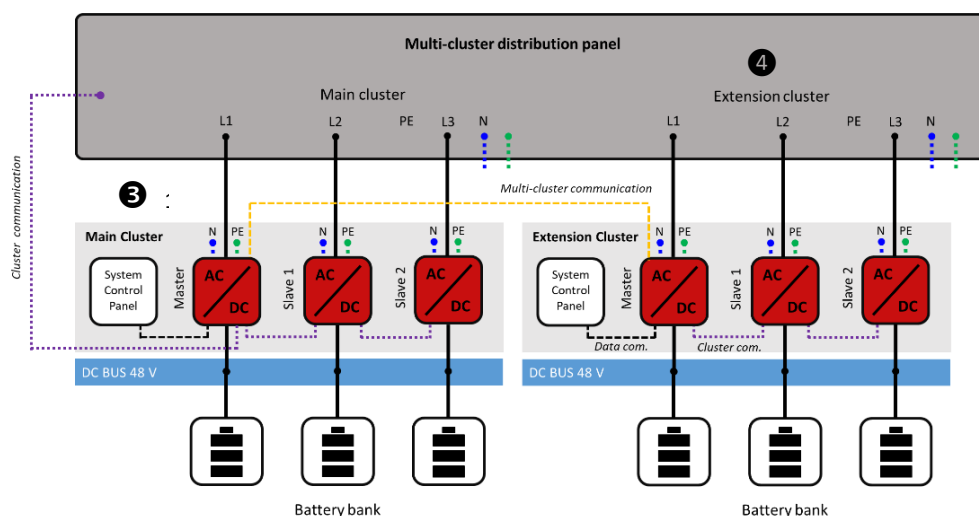 Multi-cluster distribution panel
4
Main cluster
Extension cluster
L1 L2 PE L3 N
L1 L2 PE L3 N
Cluster communication
3
Multi-cluster communication
Main Cluster
N PE N PE N PE
System
Control
Panel
Master
AC
DC
Slave 1
AC
DC
Slave 2
AC
DC
Extension Cluster
N PE N PE N PE
System
Control
Panel
Master
AC
DC
Slave 1
AC
DC
Slave 2
AC
DC
Data com.
Cluster com.
DC BUS 48 V
DC BUS 48 V
Battery bank
Battery bank